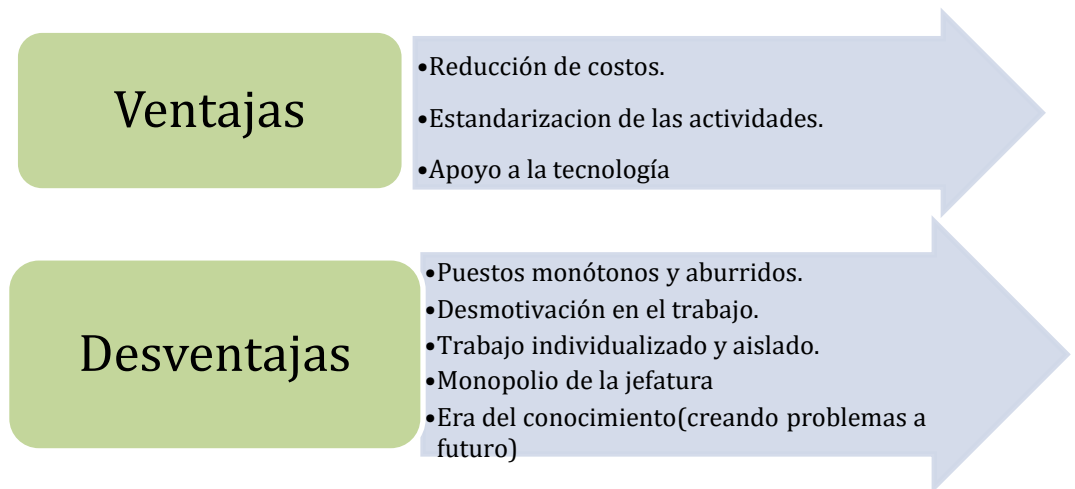 Ventajas
•Reducción de costos.
•Estandarizacion de las actividades.
•Apoyo a la tecnología
Desventajas
•Puestos monótonos y aburridos.
•Desmotivación en el trabajo.
•Trabajo individualizado y aislado.
•Monopolio de la jefatura
•Era del conocimiento(creando problemas a
futuro)